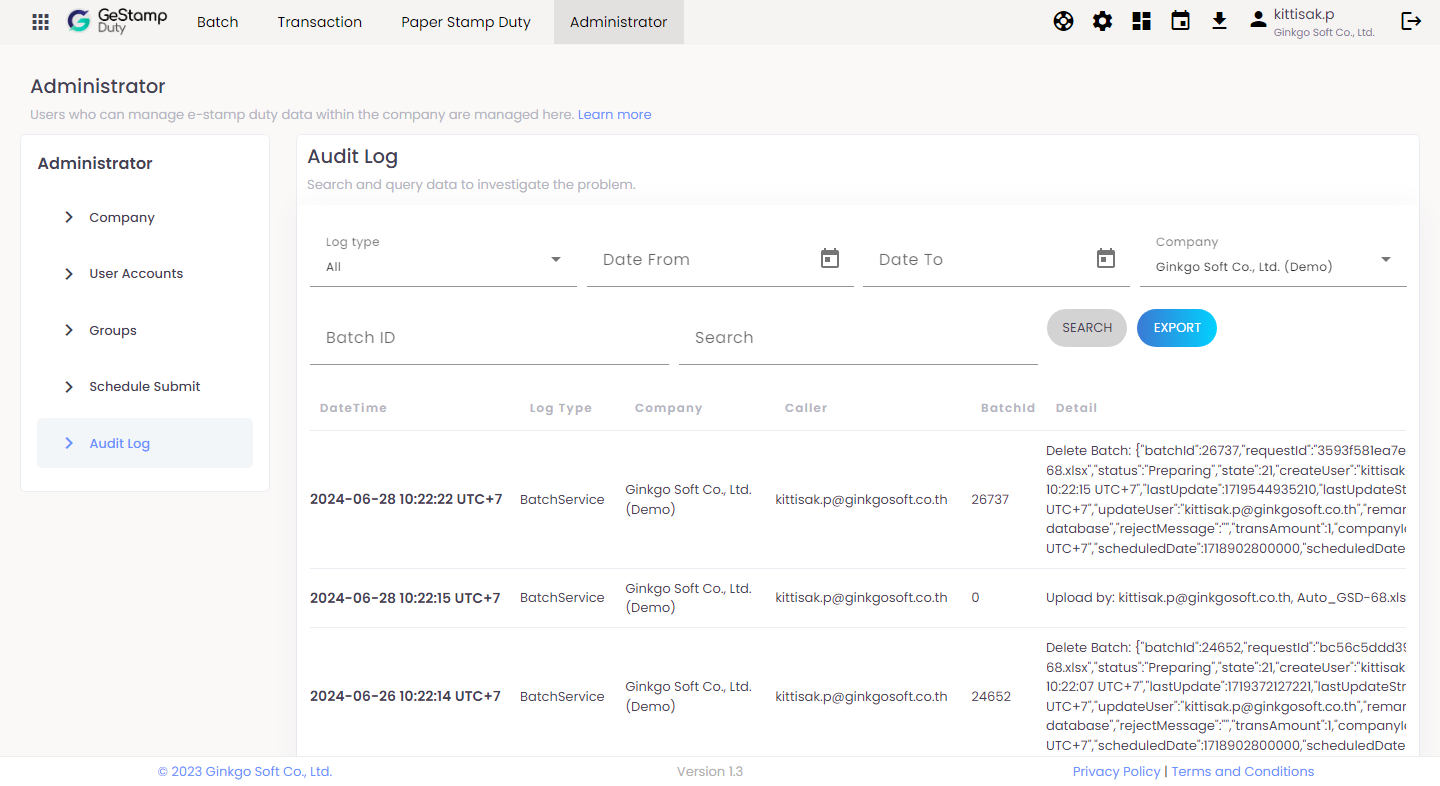 GeStamp
Duty
Batch
Transaction
Paper Stamp Duty
Administrator
kittisak.p
Ginkgo Soft Co., Ltd.
Administrator
Users who can manage e-stamp duty data within the company are managed here. Learn more
Administrator
Company
User Accounts
Groups
Schedule Submit
Audit Log
Audit Log
Search and query data to investigate the problem.
Log type
All
Date From
Date To
Company
Ginkgo Soft Co., Ltd. (Demo)
Batch ID
Search
SEARCH
EXPORT
DateTime Log Type Company Caller BatchId Detail
2024-06-28 10:22:22 UTC+7
BatchService
Ginkgo Soft Co., Ltd.
(Demo)
kittisak.p@ginkgosoft.co.th
26737
Delete Batch: {"batchId":26737,"requestId":"3593f581ea7e
68.xlsx","status":"Preparing","state":21,"createUser":"kittisak
10:22:15 UTC+7","lastUpdate":1719544935210,"lastUpdateSt
UTC+7","updateUser":"kittisak.p@ginkgosoft.co.th","remar
database","rejectMessage":"","transAmount":1,"companyId
UTC+7","scheduledDate":1718902800000,"scheduledDate
2024-06-28 10:22:15 UTC+7
BatchService
Ginkgo Soft Co., Ltd.
(Demo)
kittisak.p@ginkgosoft.co.th
0
Upload by: kittisak.p@ginkgosoft.co.th, Auto_GSD-68.xls
2024-06-26 10:22:14 UTC+7
BatchService
Ginkgo Soft Co., Ltd.
(Demo)
kittisak.p@ginkgosoft.co.th
24652
Delete Batch: {"batchId":24652,"requestId":"bc56c5ddd39
68.xlsx","status":"Preparing","state":21,"createUser":"kittisak
10:22:07 UTC+7","lastUpdate":1719372127221,"lastUpdateStr
UTC+7","updateUser":"kittisak.p@ginkgosoft.co.th","remar
database","rejectMessage":"","transAmount":1,"companyId
UTC+7","scheduledDate":1718902800000,"scheduledDate
© 2023 Ginkgo Soft Co., Ltd.
Version 1.3
Privacy Policy | Terms and Conditions